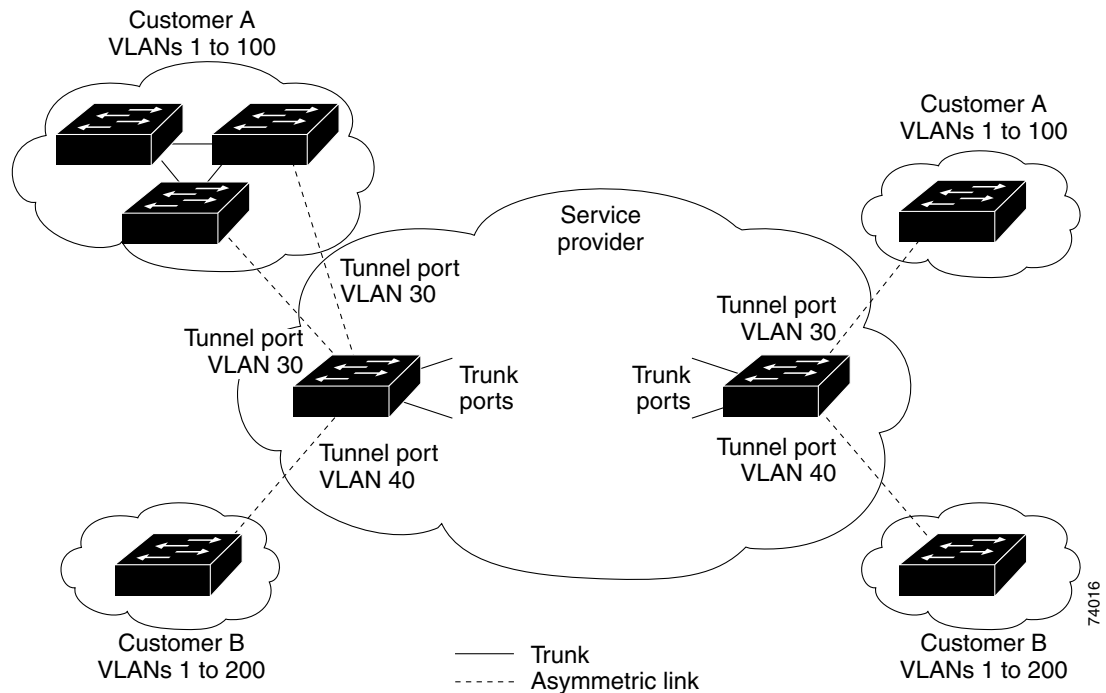 Customer A
VLANs 1 to 100
Customer A
VLANs 1 to 100
Service
provider
Tunnel port
VLAN 30
Tunnel port
VLAN 30
Tunnel port
VLAN 30
Trunk
ports
Trunk
ports
Tunnel port
VLAN 40
Tunnel port
VLAN 40
Customer B
VLANs 1 to 200
Customer B
VLANs 1 to 200
74016
Trunk
Asymmetric link